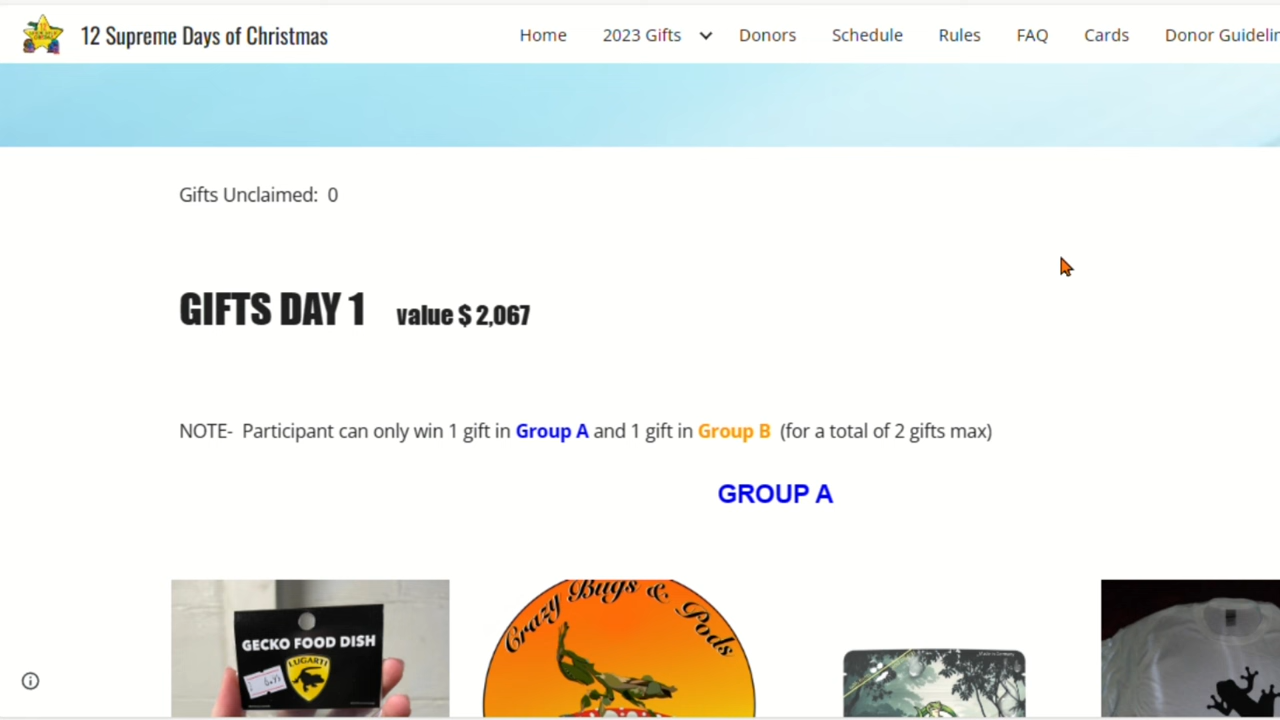 12 Supreme Days of Christmas
Home 2023 Gifts Donors Schedule Rules FAQ Cards Donor Guidelin
Gifts Unclaimed: 0
GIFTS DAY 1 value $ 2,067
NOTE- Participant can only win 1 gift in Group A and 1 gift in Group B (for a total of 2 gifts max)
GROUP A
GECKO FOOD DISH
LUGARTI
Crazy Bugs & Pods